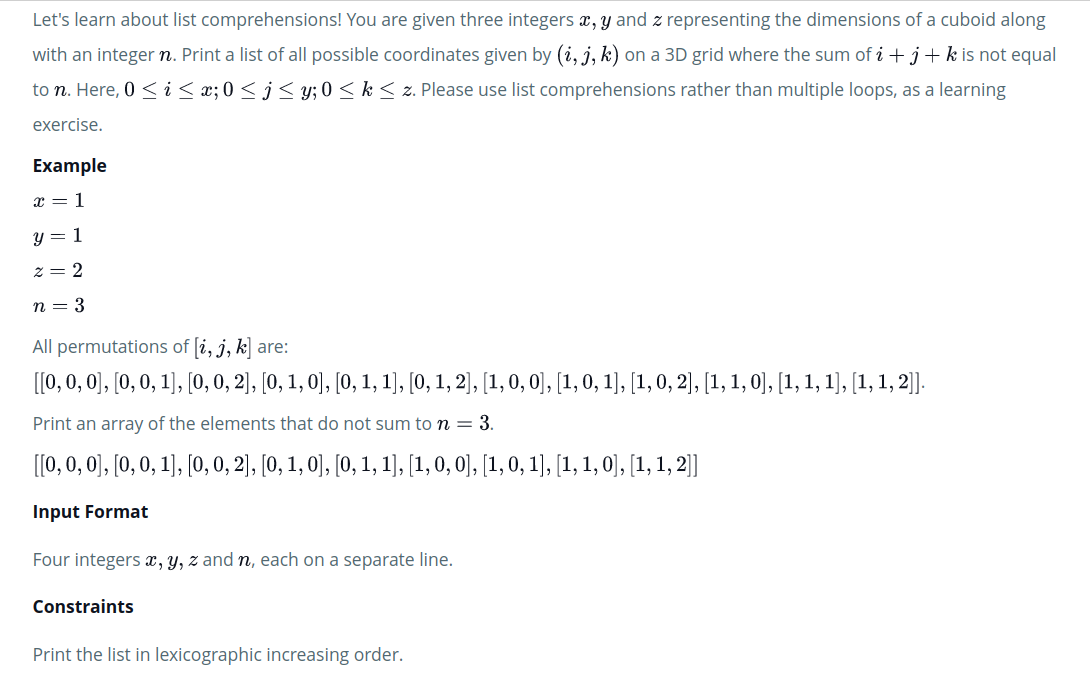 Let's learn about list comprehensions! You are given three integers x, y and z representing the dimensions of a cuboid along
with an integer n. Print a list of all possible coordinates given by (i, j, k) on a 3D grid where the sum of i + j + k is not equal
to n. Here, 0 ≤ i ≤ x; 0 ≤ j ≤ y; 0 ≤ k ≤ z. Please use list comprehensions rather than multiple loops, as a learning
exercise.
Example
x = 1
y = 1
z = 2
n = 3
All permutations of [i, j, k] are:
[[0, 0, 0], [0, 0, 1], [0, 0, 2], [0, 1, 0], [0, 1, 1], [0, 1, 2], [1, 0, 0], [1, 0, 1], [1, 0, 2], [1, 1, 0], [1, 1, 1], [1, 1, 2]].
Print an array of the elements that do not sum to n = 3.
[[0, 0, 0], [0, 0, 1], [0, 0, 2], [0, 1, 0], [0, 1, 1], [1, 0, 0], [1, 0, 1], [1, 1, 0], [1, 1, 2]]
Input Format
Four integers x, y, z and n, each on a separate line.
Constraints
Print the list in lexicographic increasing order.